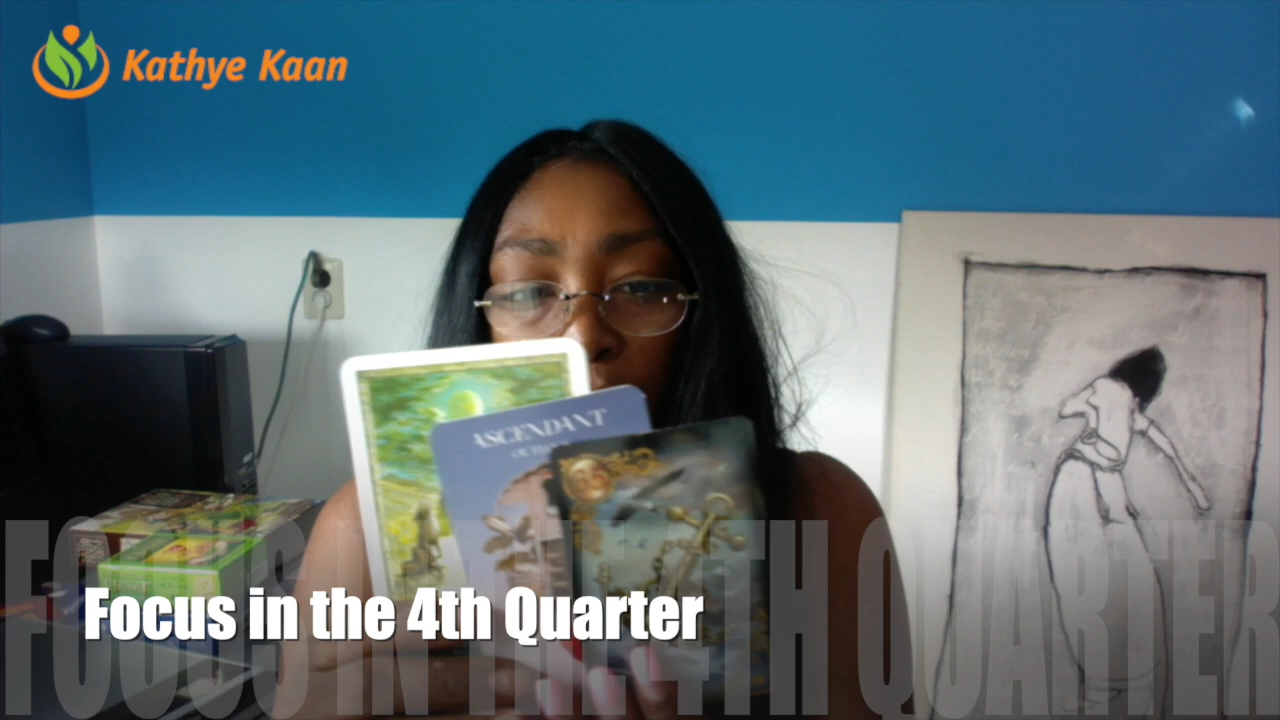 Kathye Kaan
ASCENDANT
FOCUS IN THE 4TH QUARTER
Focus in the 4th Quarter